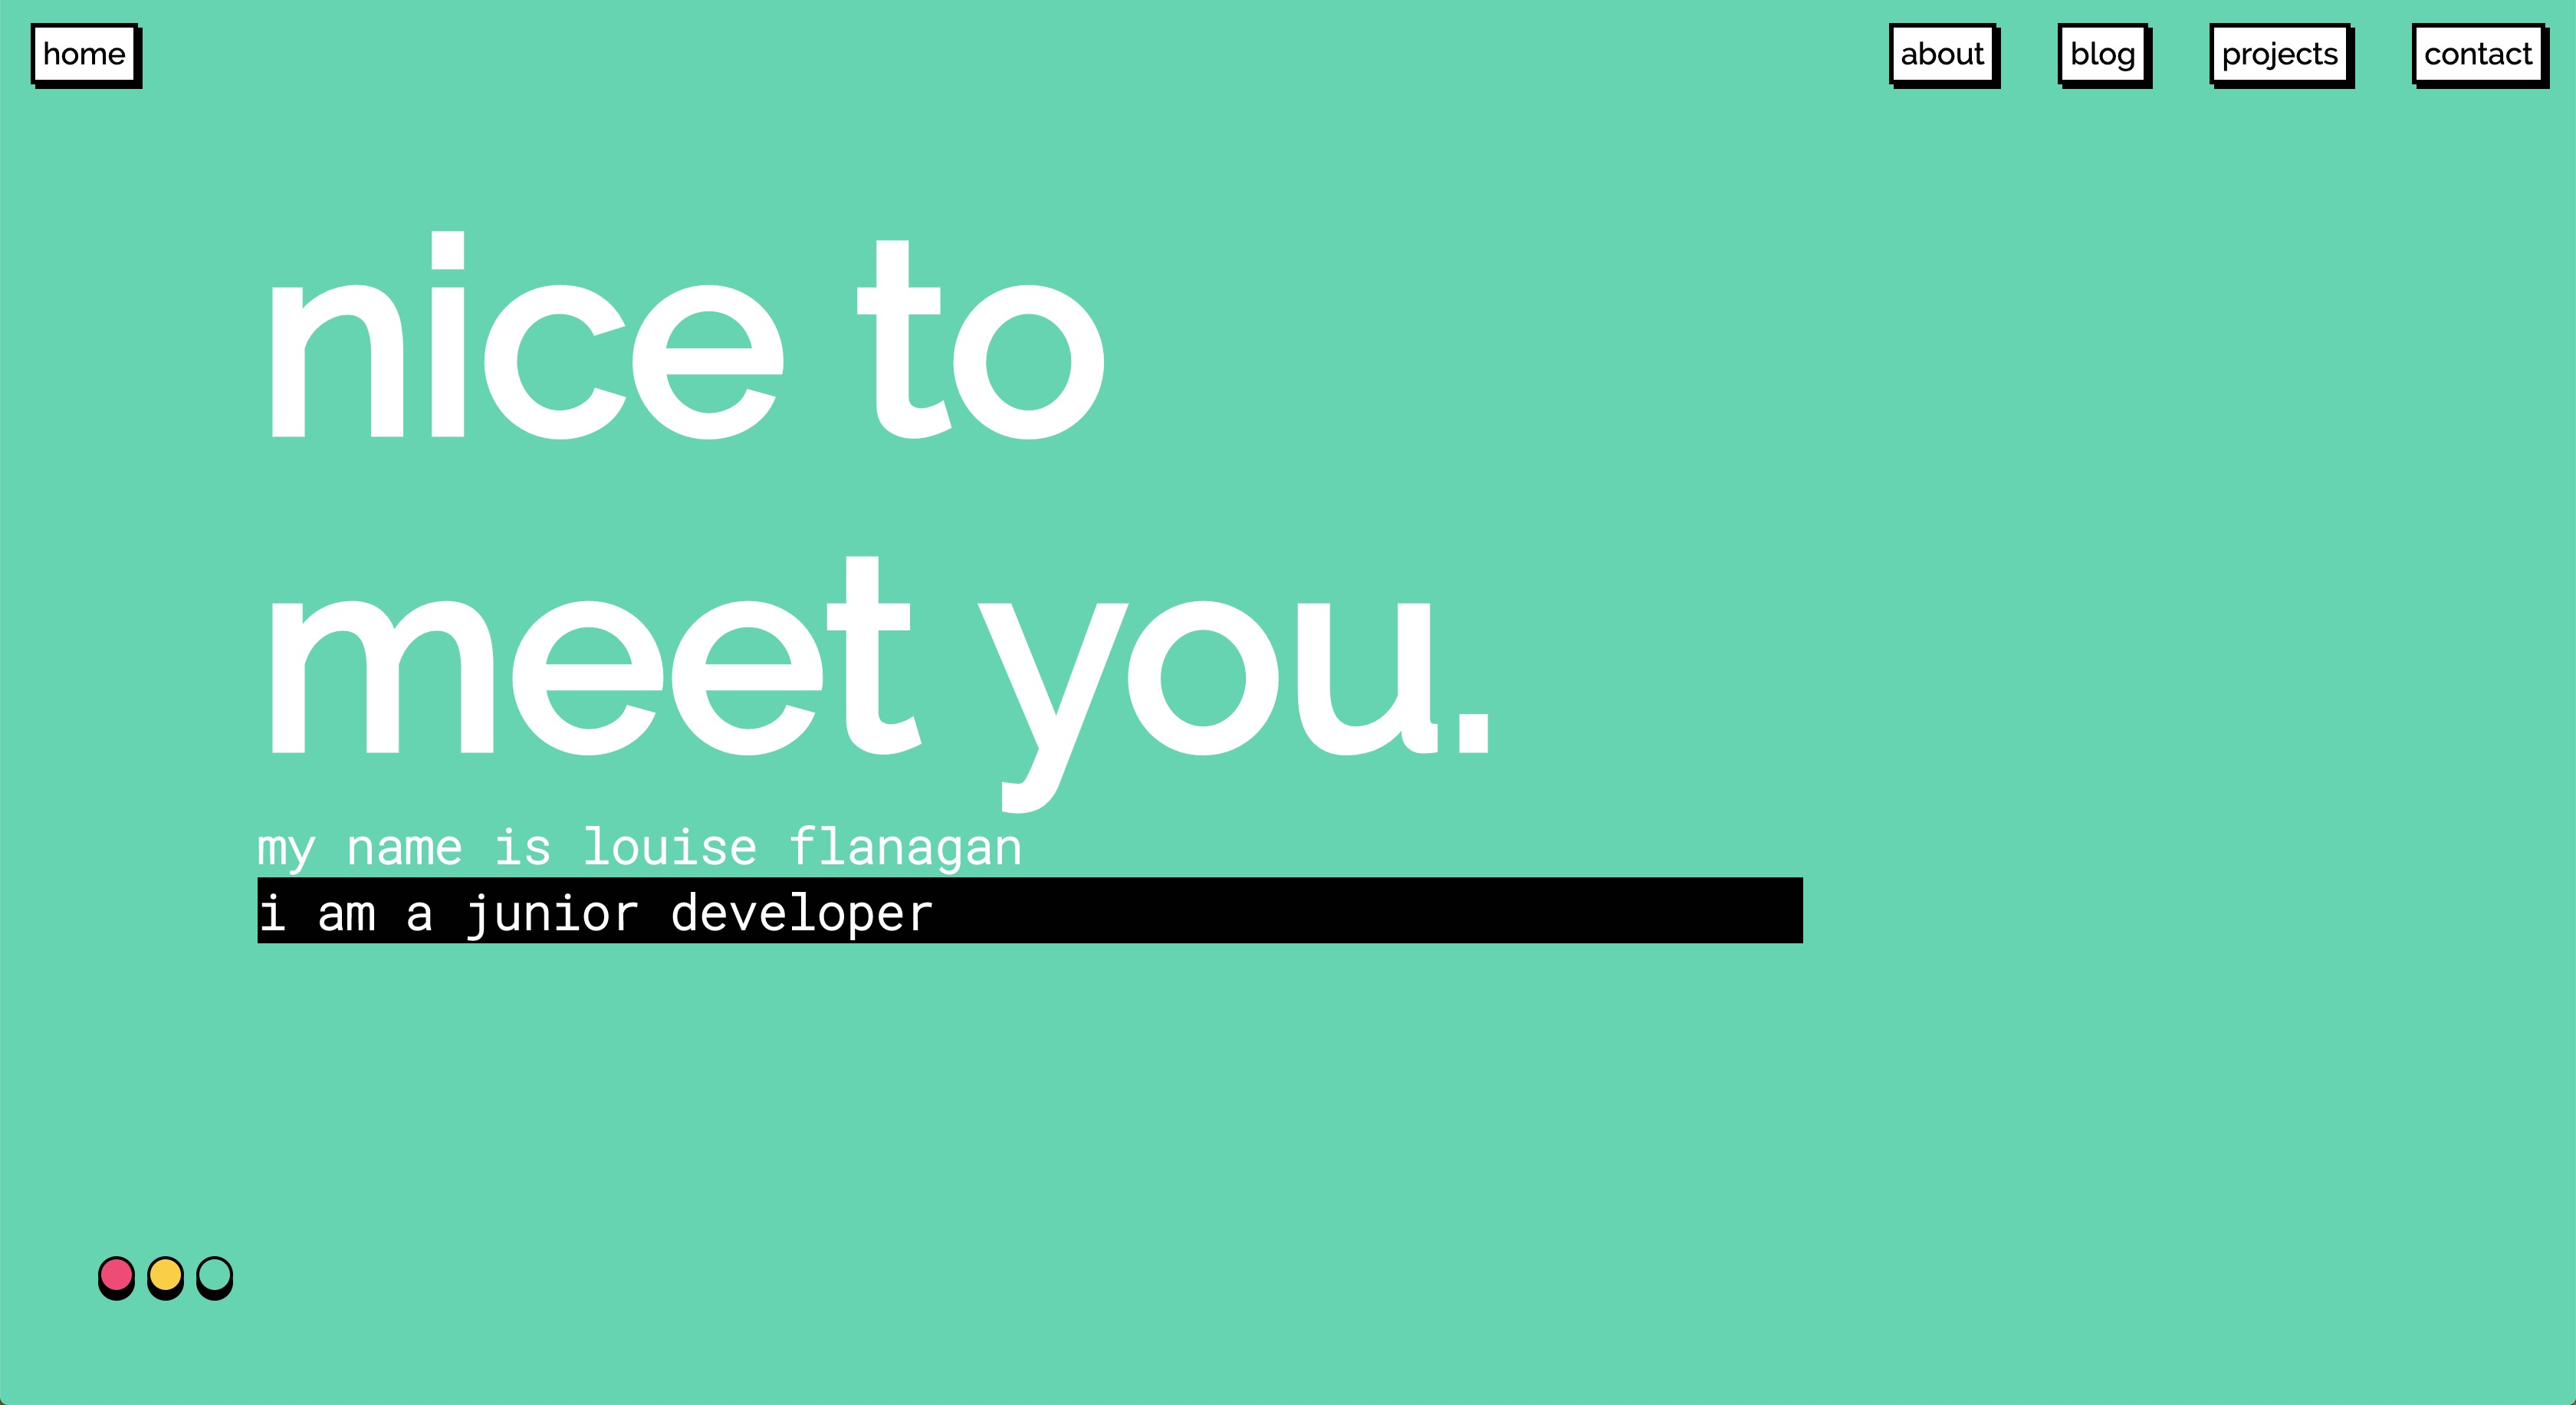 home
about
blog
projects
contact
nice to
meet you.
my name is louise flanagan
i am a junior developer